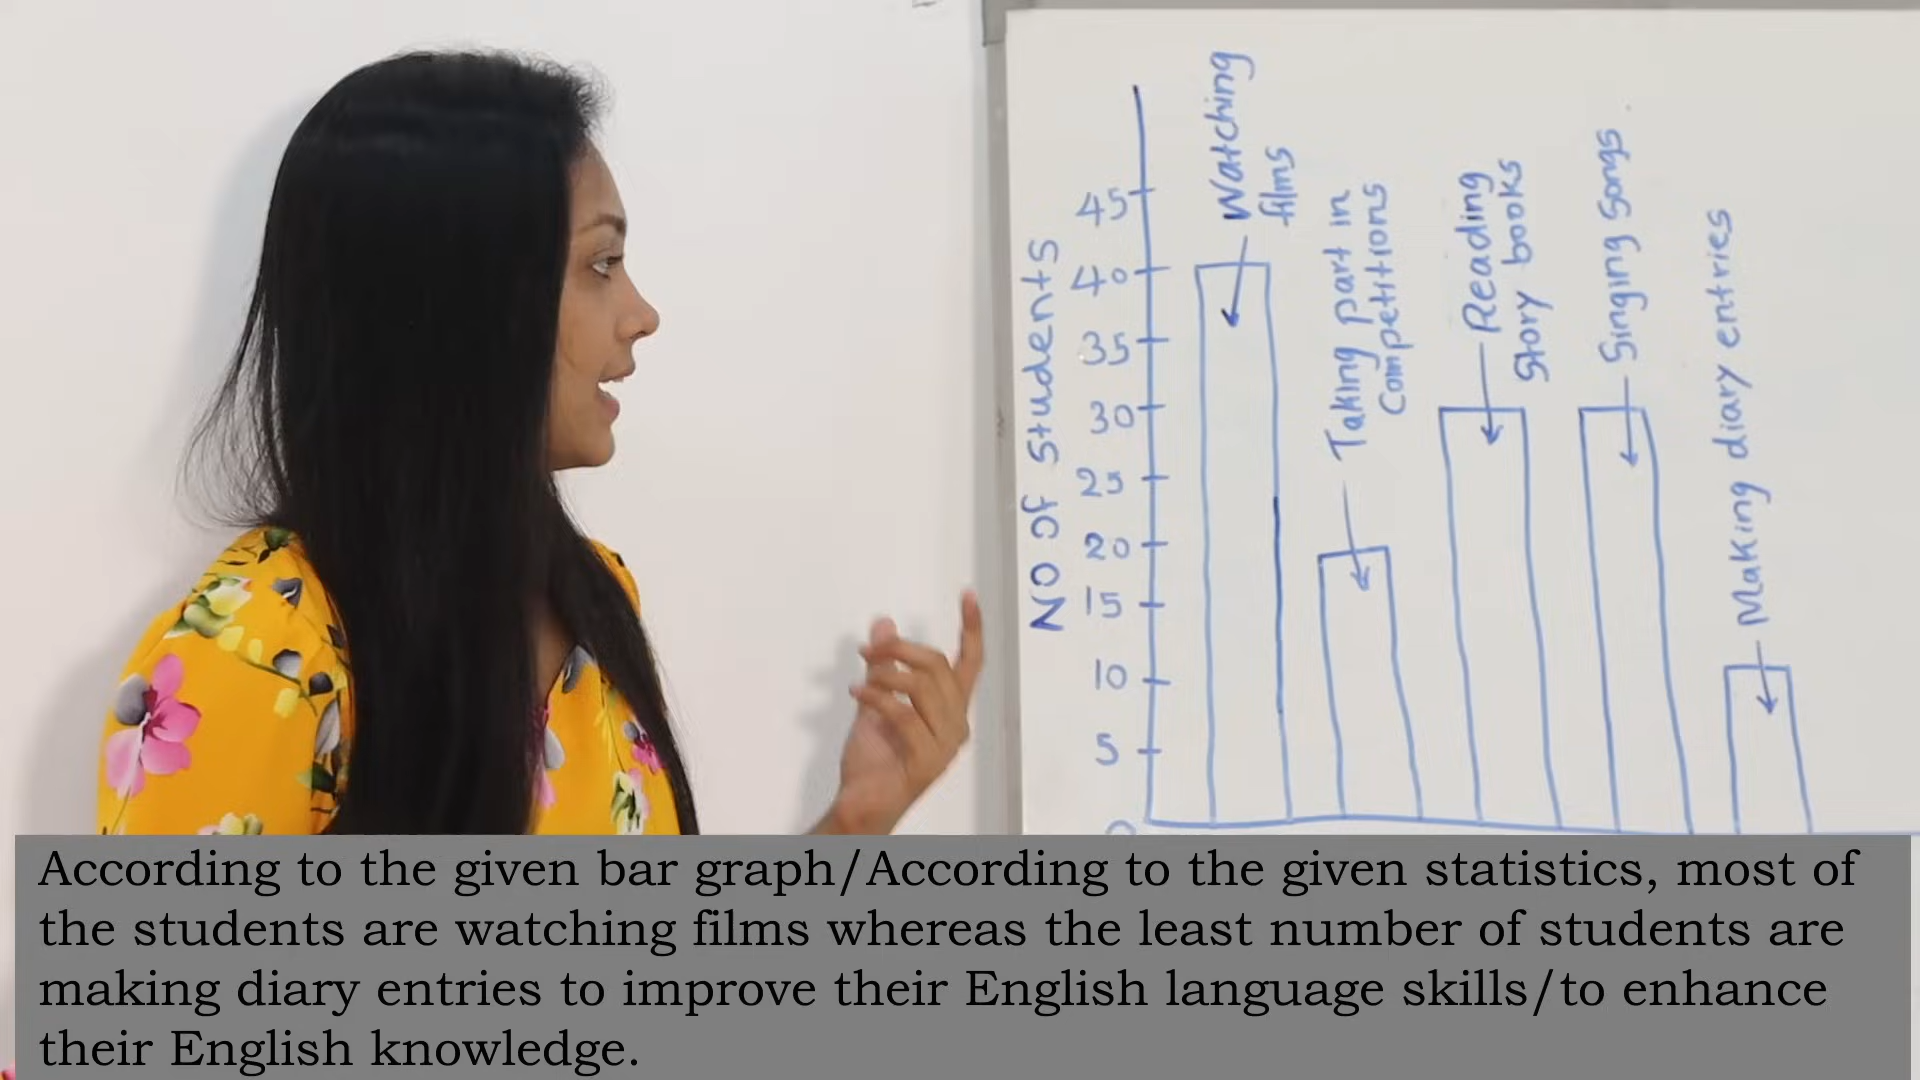 No of students
45
40
35
30
25
20
15
10
5
0
Watching
films
Taking part in
Competitions
Reading
Story books
Singing Songs
Making diary entries
According to the given bar graph/According to the given statistics, most of
the students are watching films whereas the least number of students are
making diary entries to improve their English language skills/to enhance
their English knowledge.